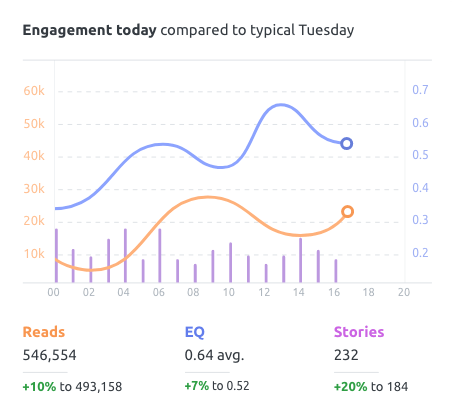 Engagement today compared to typical Tuesday
60k 0.7
50k 0.6
40k 0.5
30k 0.4
20k 0.3
10k 0.2
00 02 04 06 08 10 12 14 16 18 20
Reads EQ Stories
546,554 0.64 avg. 232
+10% to 493,158 +7% to 0.52 +20% to 184